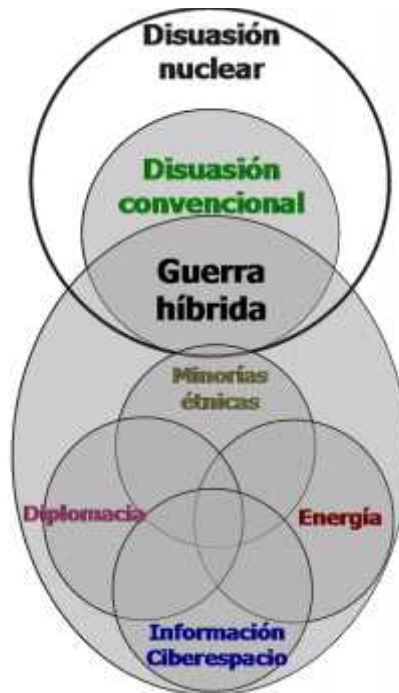 Disuasión
nuclear
Disuasión
convencional
Guerra
híbrida
Minorías
étnicas
Diplomacia
Energía
Información
Ciberespacio